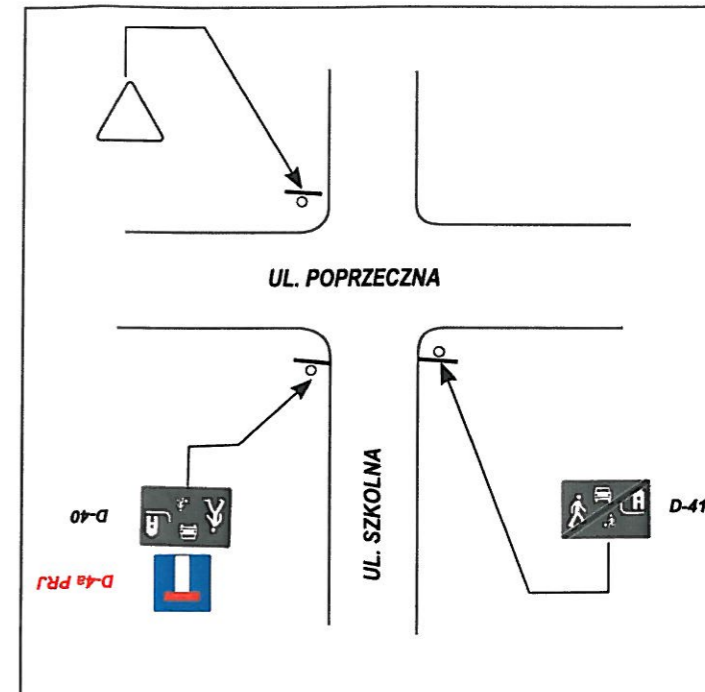 UL. POPRZECZNA
UL. SZKOLNA
D-40
D-4a PRJ
D-41